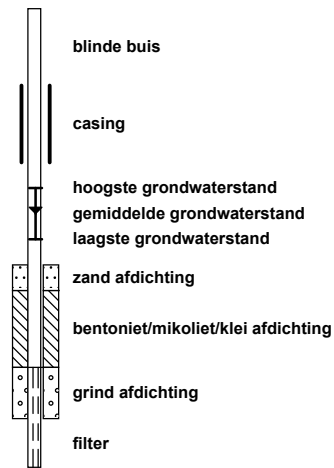 blinde buis
casing
hoogste grondwaterstand
gemiddelde grondwaterstand
laagste grondwaterstand
zand afdichting
bentoniet/mikoliet/klei afdichting
grind afdichting
filter